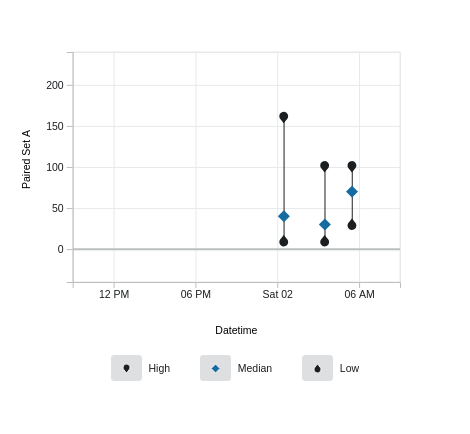 200
150
100
50
0
Paired Set A
12 PM 06 PM Sat 02 06 AM
Datetime
High Median Low